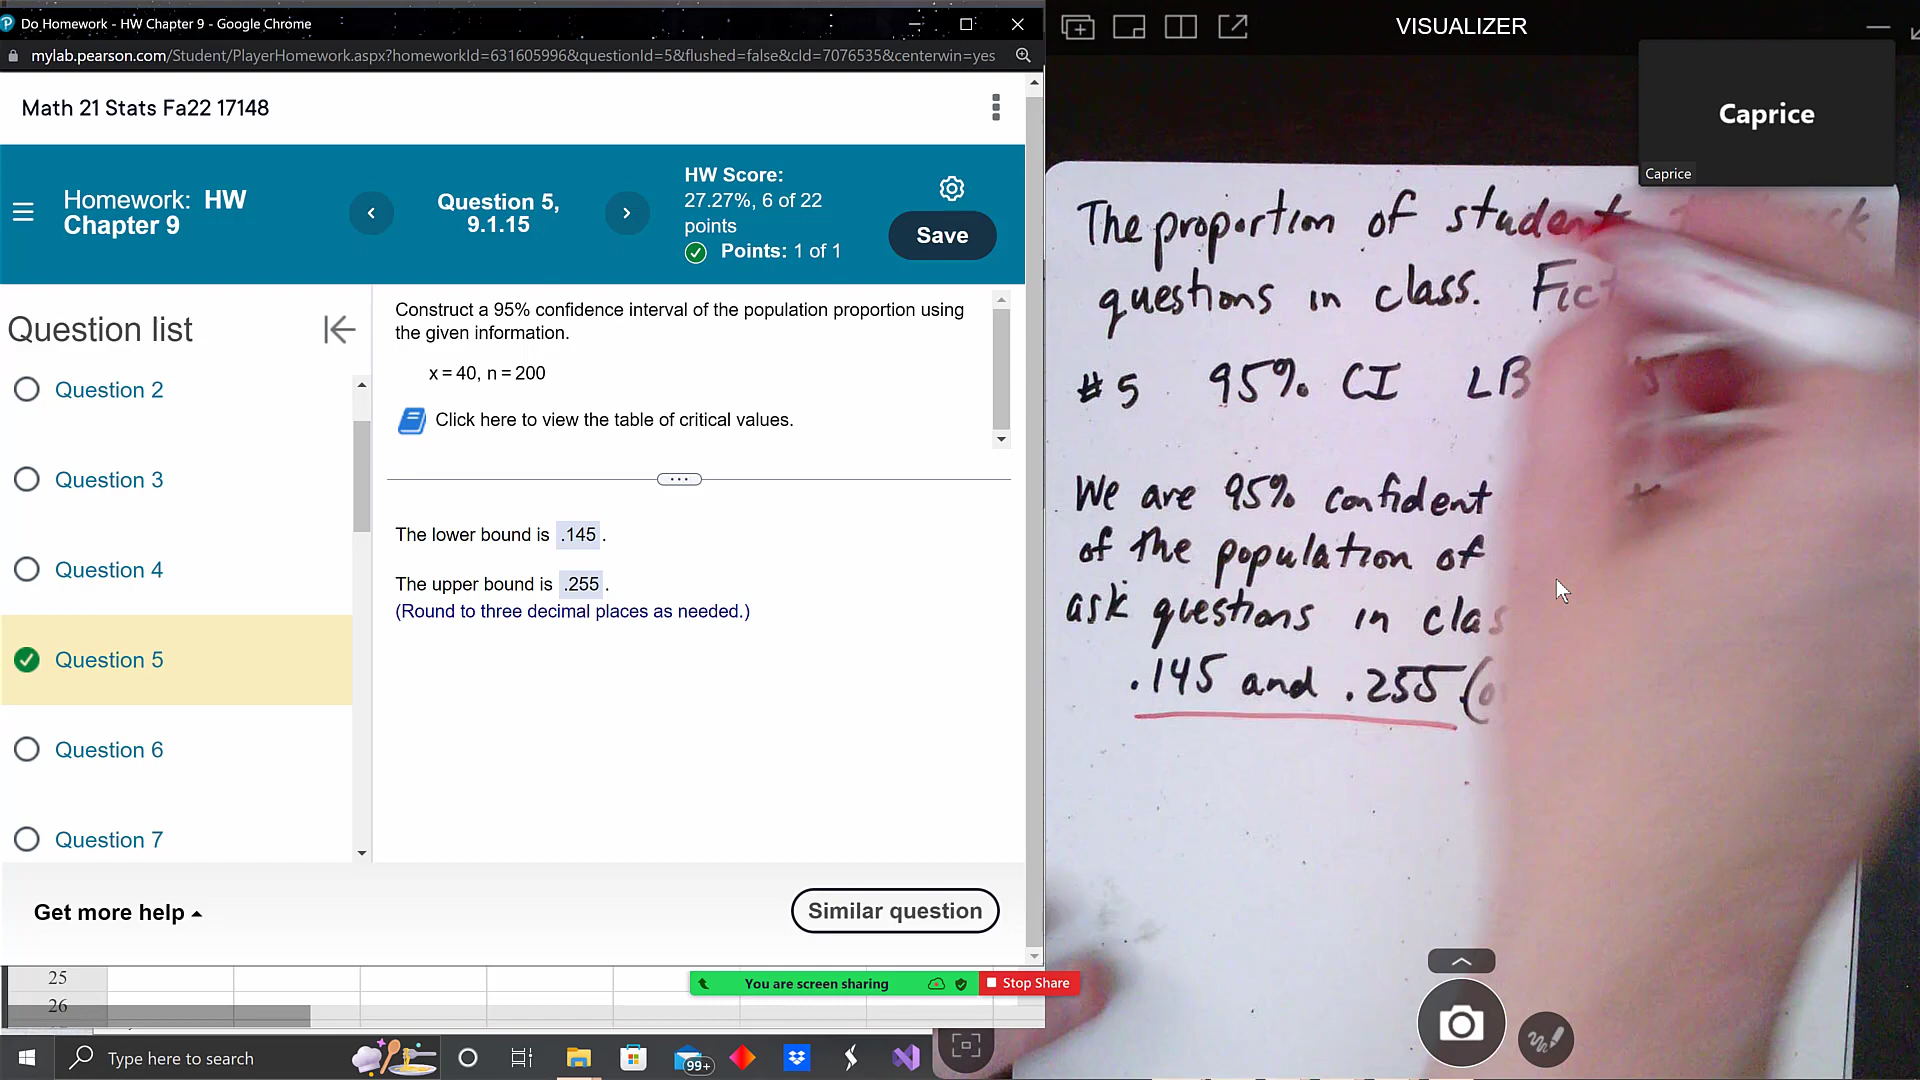 Do Homework - HW Chapter 9 - Google Chrome
mylab.pearson.com/Student/PlayerHomework.aspx?homeworkId=631605996&questionId=5&flushed=false&cId=7076535&centerwin=yes
Math 21 Stats Fa22 17148
Homework: HW Chapter 9
Question 5, 9.1.15
HW Score:
27.27%, 6 of 22
points
Points: 1 of 1
Save
Question list
Question 2
Question 3
Question 4
Question 5
Question 6
Question 7
Construct a 95% confidence interval of the population proportion using
the given information.
x = 40, n = 200
Click here to view the table of critical values.
The lower bound is .145 .
The upper bound is .255 .
(Round to three decimal places as needed.)
Get more help
Similar question
25
26
You are screen sharing
Stop Share
Type here to search
99+
VISUALIZER
Caprice
Caprice
The proportion of student
questions in class.
#5 95% CI LB
We are 95% confident
of the population of
ask questions in
.145 and .255